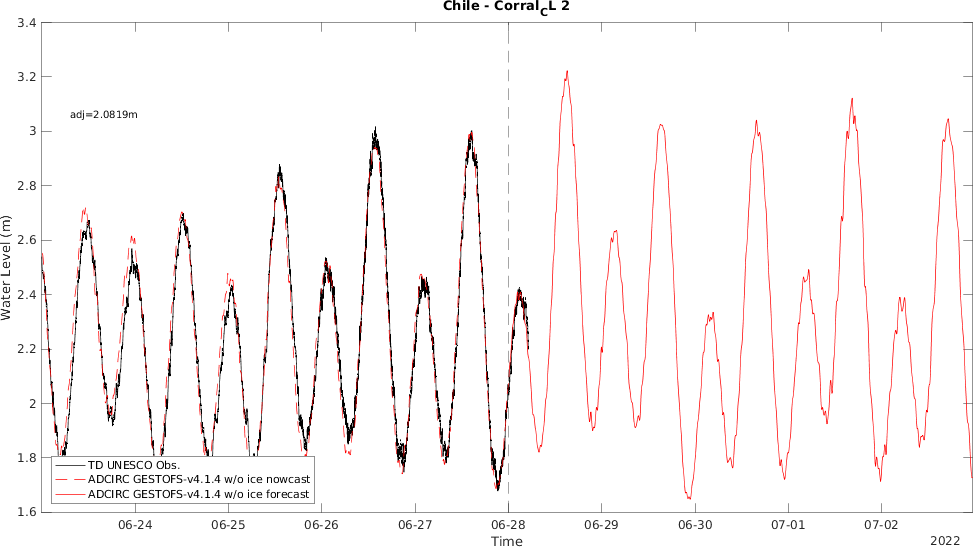 Chile - Corral_CL 2
3.4
3.2
3
2.8
2.6
2.4
2.2
2
1.8
1.6
Water Level (m)
adj=2.0819m
TD UNESCO Obs.
ADCIRC GESTOFS-v4.1.4 w/o ice nowcast
ADCIRC GESTOFS-v4.1.4 w/o ice forecast
06-24 06-25 06-26 06-27 06-28 06-29 06-30 07-01 07-02
Time
2022